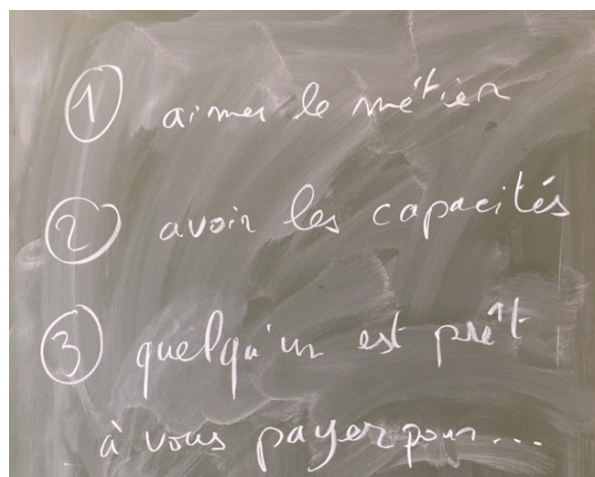 ① aimer le métier
② avoir les capacités
③ quelqu'un est prêt
à vous payer pour...